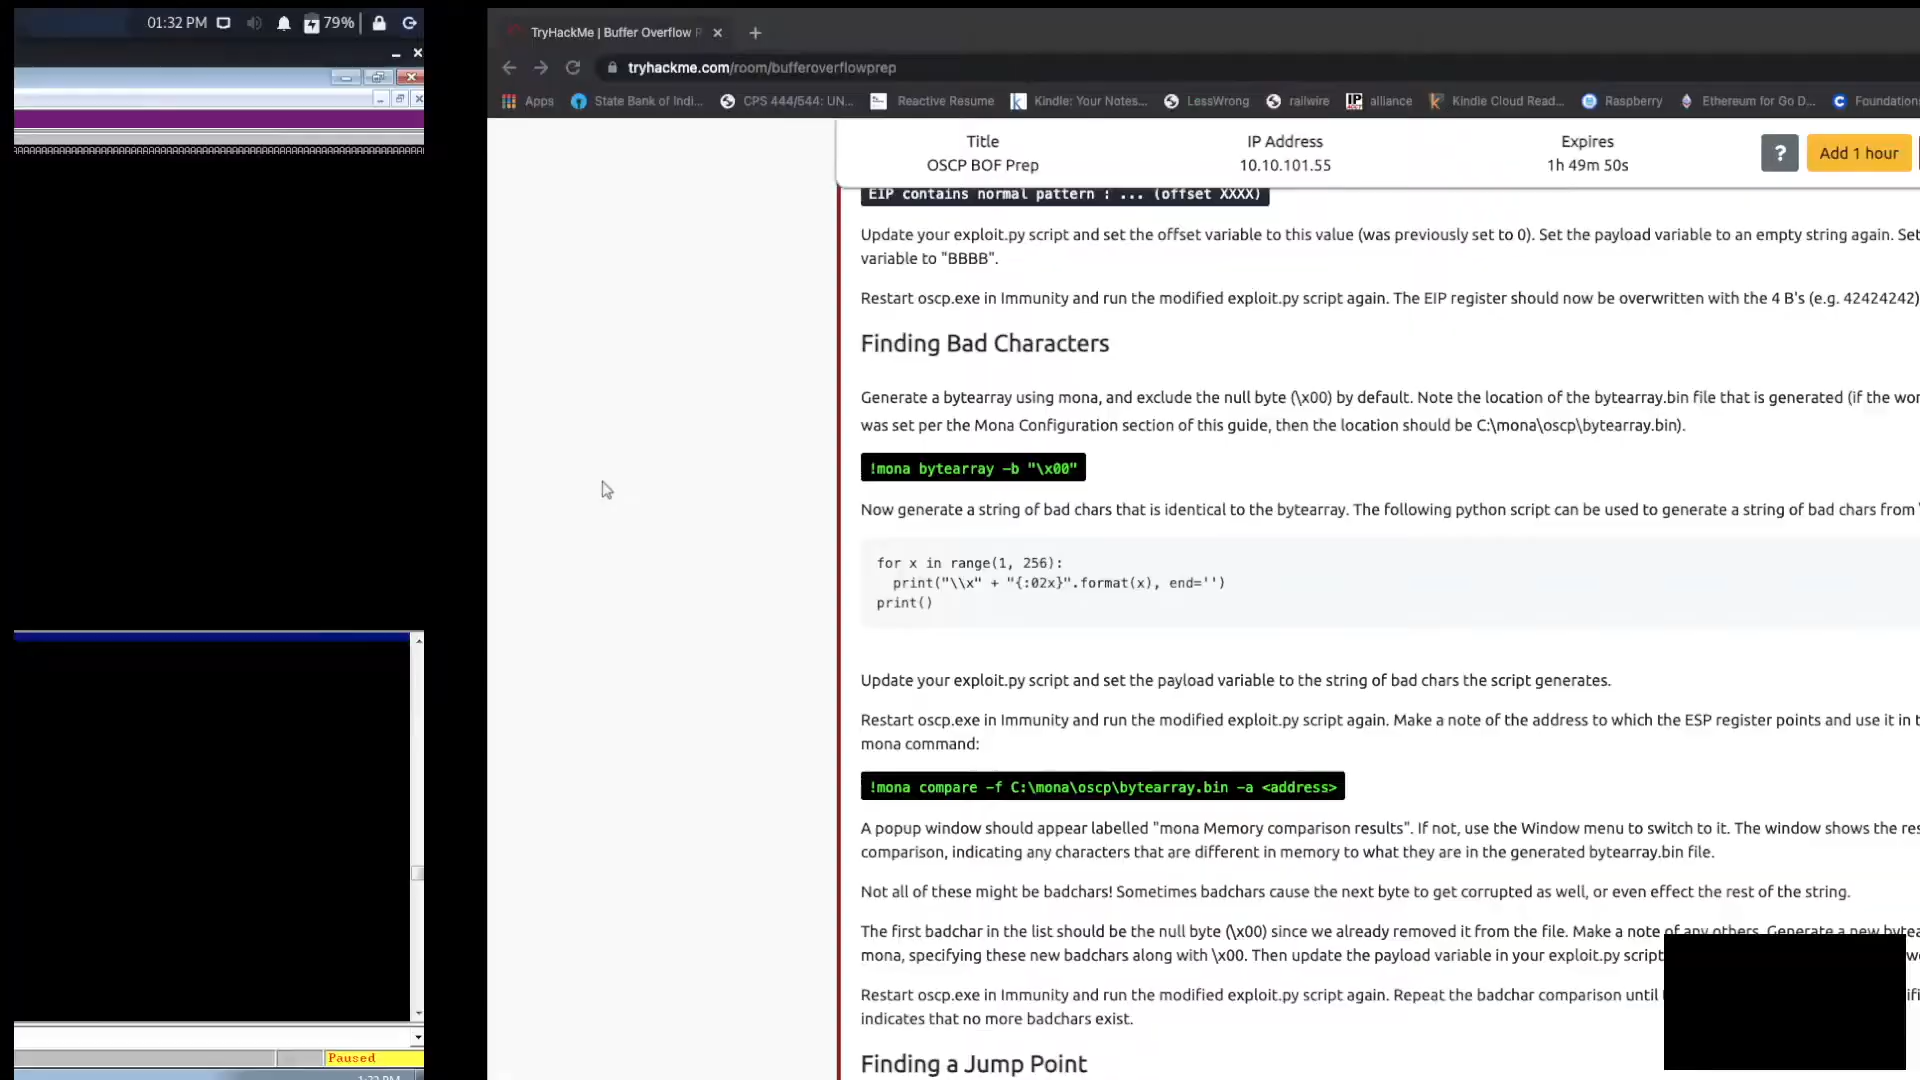 01:32 PM 79%
TryHackMe | Buffer Overflow
tryhackme.com/room/bufferoverflowprep
Apps State Bank of Indi... CPS 444/544: UN... Reactive Resume Kindle: Your Notes... LessWrong railwire alliance Kindle Cloud Read... Raspberry Ethereum for Go D... Foundations
Title IP Address Expires
OSCP BOF Prep 10.10.101.55 1h 49m 50s
? Add 1 hour
EIP contains normal pattern : ... (offset XXXX)
Update your exploit.py script and set the offset variable to this value (was previously set to 0). Set the payload variable to an empty string again. Set
variable to "BBBB".
Restart oscp.exe in Immunity and run the modified exploit.py script again. The EIP register should now be overwritten with the 4 B's (e.g. 42424242)
Finding Bad Characters
Generate a bytearray using mona, and exclude the null byte (\x00) by default. Note the location of the bytearray.bin file that is generated (if the
was set per the Mona Configuration section of this guide, then the location should be C:\mona\oscp\bytearray.bin).
!mona bytearray -b "\x00"
Now generate a string of bad chars that is identical to the bytearray. The following python script can be used to generate a string of bad chars from
for x in range(1, 256):
print("\\x" + "{:02x}".format(x), end='')
print()
Update your exploit.py script and set the payload variable to the string of bad chars the script generates.
Restart oscp.exe in Immunity and run the modified exploit.py script again. Make a note of the address to which the ESP register points and use it in
mona command:
!mona compare -f C:\mona\oscp\bytearray.bin -a <address>
A popup window should appear labelled "mona Memory comparison results". If not, use the Window menu to switch to it. The window shows the
comparison, indicating any characters that are different in memory to what they are in the generated bytearray.bin file.
Not all of these might be badchars! Sometimes badchars cause the next byte to get corrupted as well, or even effect the rest of the string.
The first badchar in the list should be the null byte (\x00) since we already removed it from the file. Make a note of any others. Generate a new
mona, specifying these new badchars along with \x00. Then update the payload variable in your exploit.py script
Restart oscp.exe in Immunity and run the modified exploit.py script again. Repeat the badchar comparison until
indicates that no more badchars exist.
Finding a Jump Point
Paused